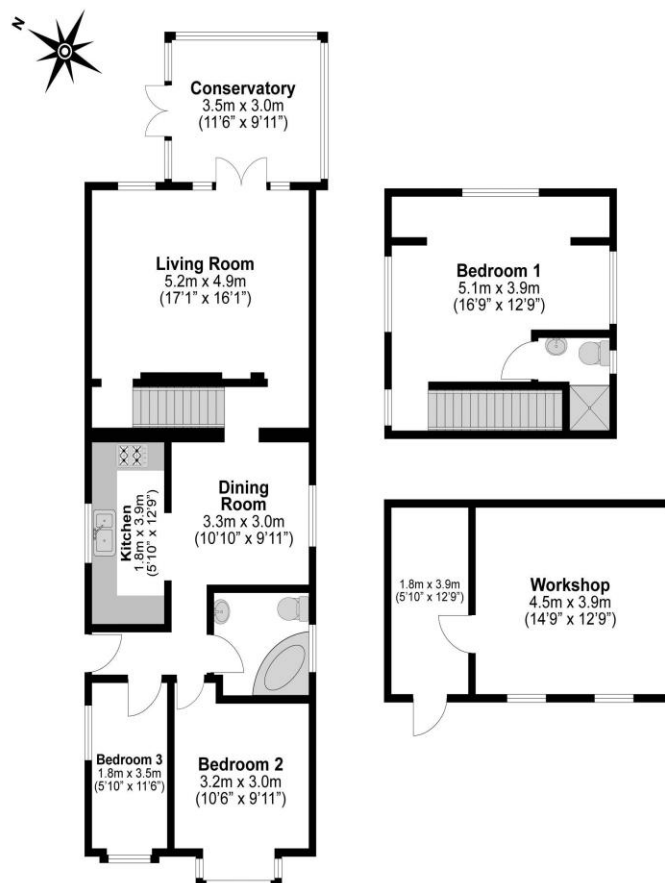 N
Conservatory
3.5m x 3.0m
(11'6" x 9'11")
Living Room
5.2m x 4.9m
(17'1" x 16'1")
Bedroom 1
5.1m x 3.9m
(16'9" x 12'9")
Kitchen
1.8m x 3.9m
(5'10" x 12'9")
Dining
Room
3.3m x 3.0m
(10'10" x 9'11")
1.8m x 3.9m
(5'10" x 12'9")
Workshop
4.5m x 3.9m
(14'9" x 12'9")
Bedroom 3
1.8m x 3.5m
(5'10" x 11'6")
Bedroom 2
3.2m x 3.0m
(10'6" x 9'11")